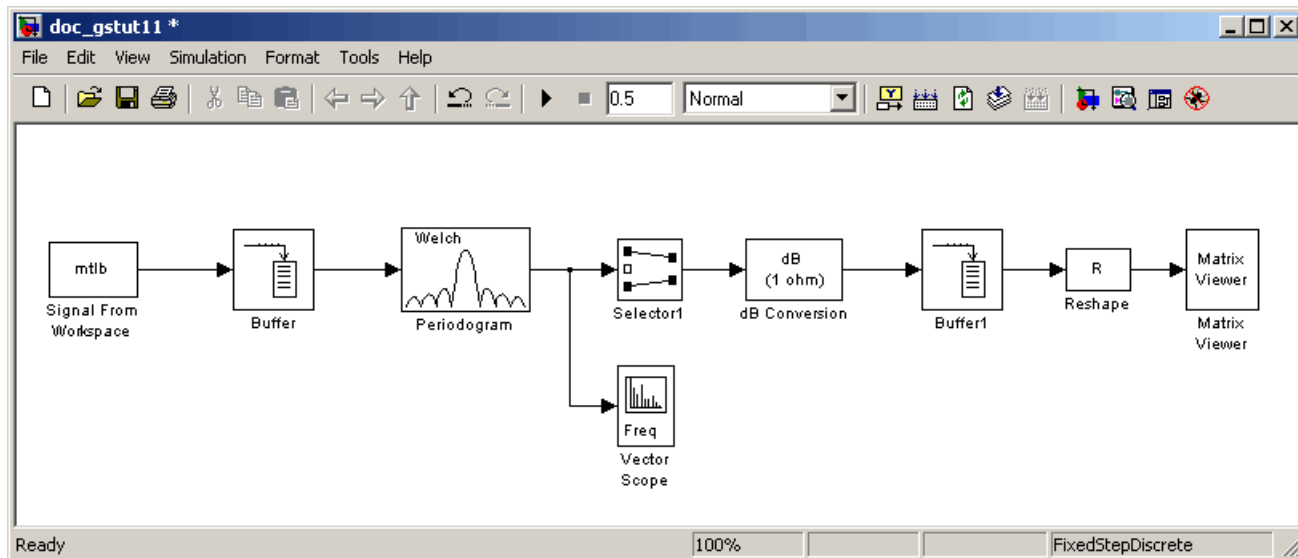 doc_gstut11 *
File Edit View Simulation Format Tools Help
0.5 Normal
mtlb
Signal From
Workspace
Buffer
Welch
Periodogram
Selector1
dB
(1 ohm)
dB Conversion
Buffer1
R
Reshape
Matrix
Viewer
Matrix
Viewer
Freq
Vector
Scope
Ready 100% FixedStepDiscrete